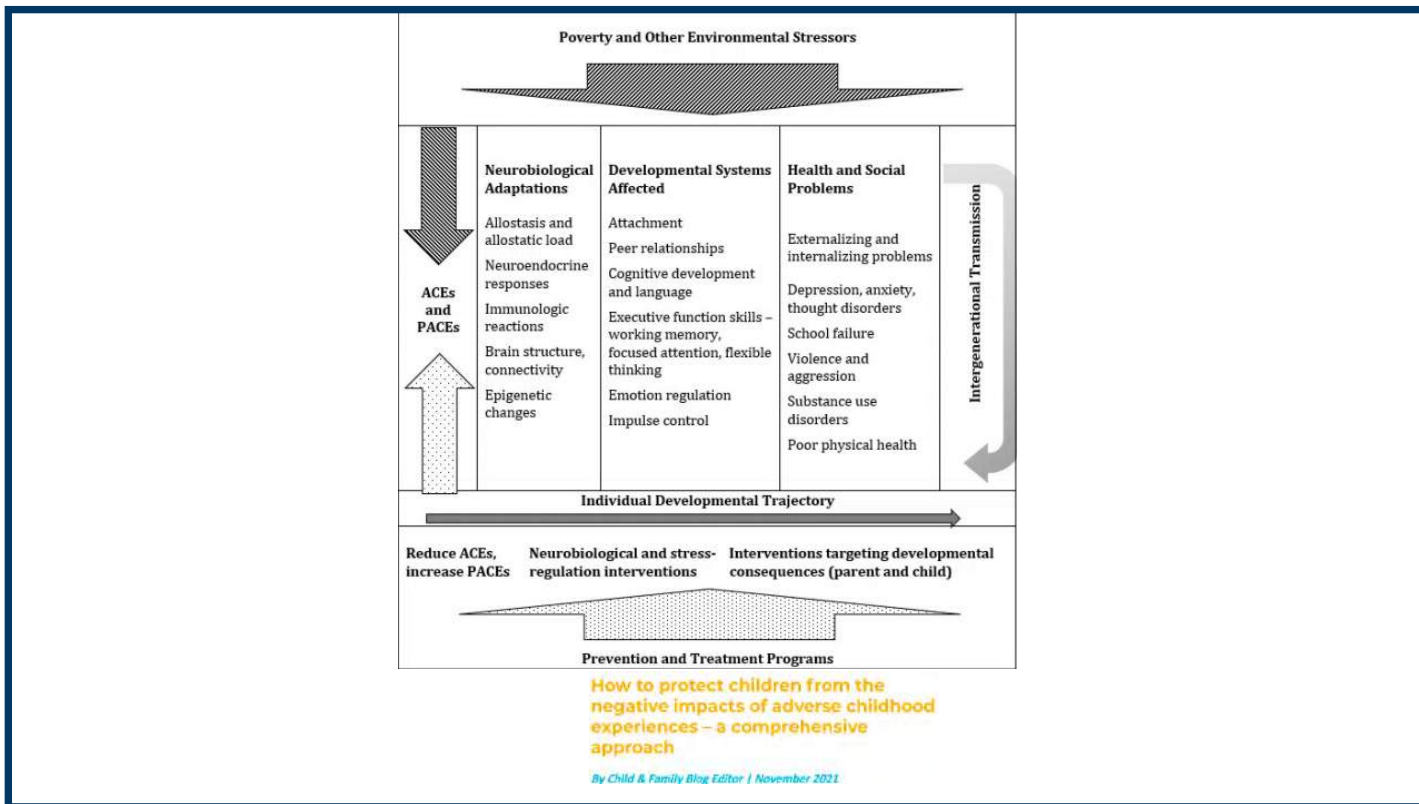 Poverty and Other Environmental Stressors
ACEs
and
PACEs
Neurobiological
Adaptations
Allostasis and
allostatic load
Neuroendocrine
responses
Immunologic
reactions
Brain structure,
connectivity
Epigenetic
changes
Developmental Systems
Affected
Attachment
Peer relationships
Cognitive development
and language
Executive function skills –
working memory,
focused attention, flexible
thinking
Emotion regulation
Impulse control
Health and Social
Problems
Externalizing and
internalizing problems
Depression, anxiety,
thought disorders
School failure
Violence and
aggression
Substance use
disorders
Poor physical health
Intergenerational Transmission
Individual Developmental Trajectory
Reduce ACEs,
increase PACEs
Neurobiological and stress-
regulation interventions
Interventions targeting developmental
consequences (parent and child)
Prevention and Treatment Programs
How to protect children from the
negative impacts of adverse childhood
experiences – a comprehensive
approach
By Child & Family Blog Editor | November 2021